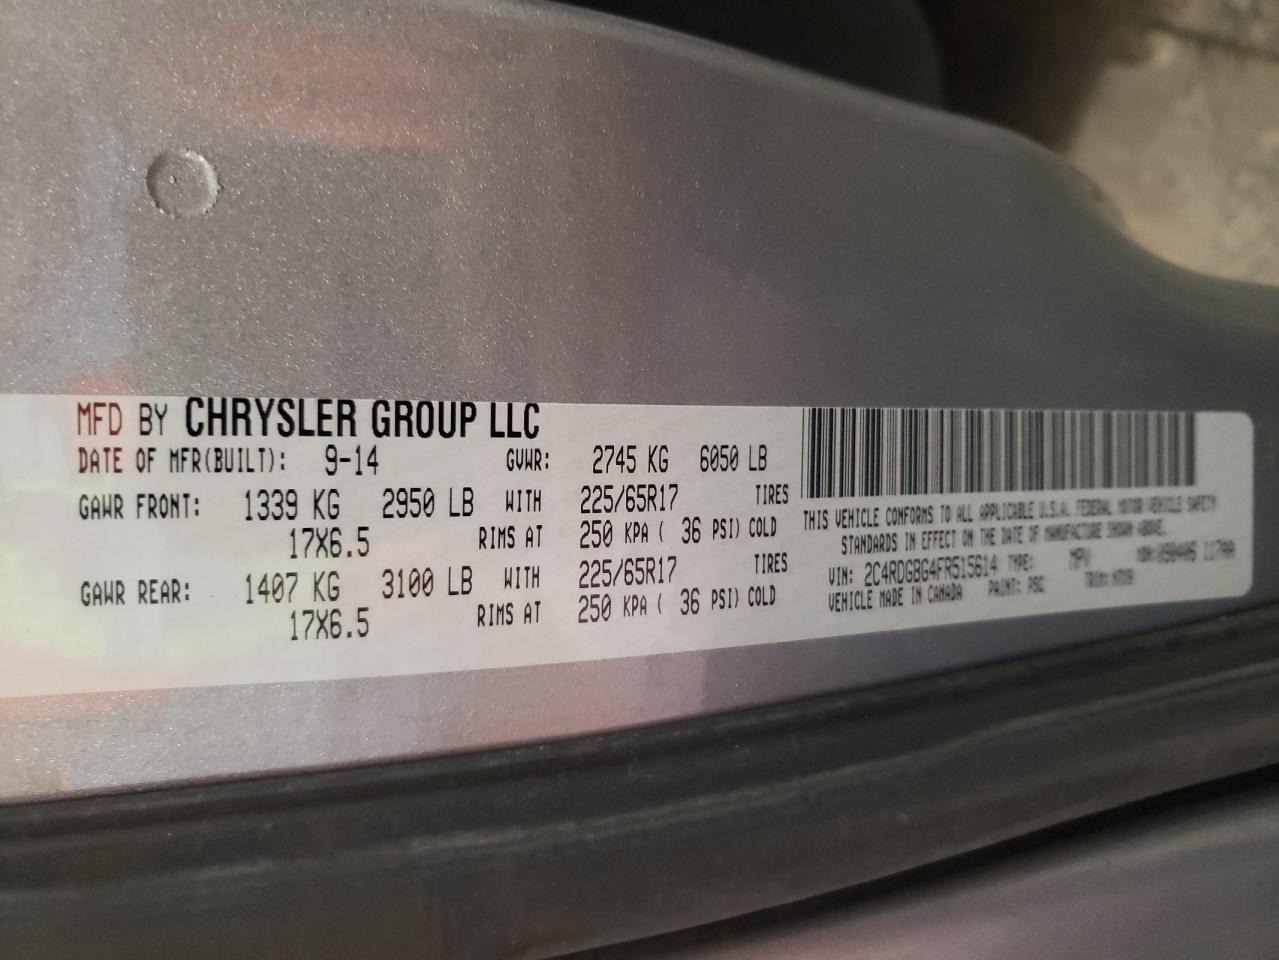 MFD BY CHRYSLER GROUP LLC
DATE OF MFR(BUILT): 9-14 GVWR: 2745 KG 6050 LB
GAWR FRONT: 1339 KG 2950 LB WITH 225/65R17 TIRES
17X6.5 RIMS AT 250 KPA ( 36 PSI) COLD
GAWR REAR: 1407 KG 3100 LB WITH 225/65R17 TIRES
17X6.5 RIMS AT 250 KPA ( 36 PSI) COLD
THIS VEHICLE CONFORMS TO ALL APPLICABLE U.S.A. FEDERAL MOTOR VEHICLE SAFETY
STANDARDS IN EFFECT ON THE DATE OF MANUFACTURE SHOWN ABOVE.
VIN: 2C4RDGBG4FR515614 TYPE: MPV
VEHICLE MADE IN CANADA PAINT: PSC TRIM: